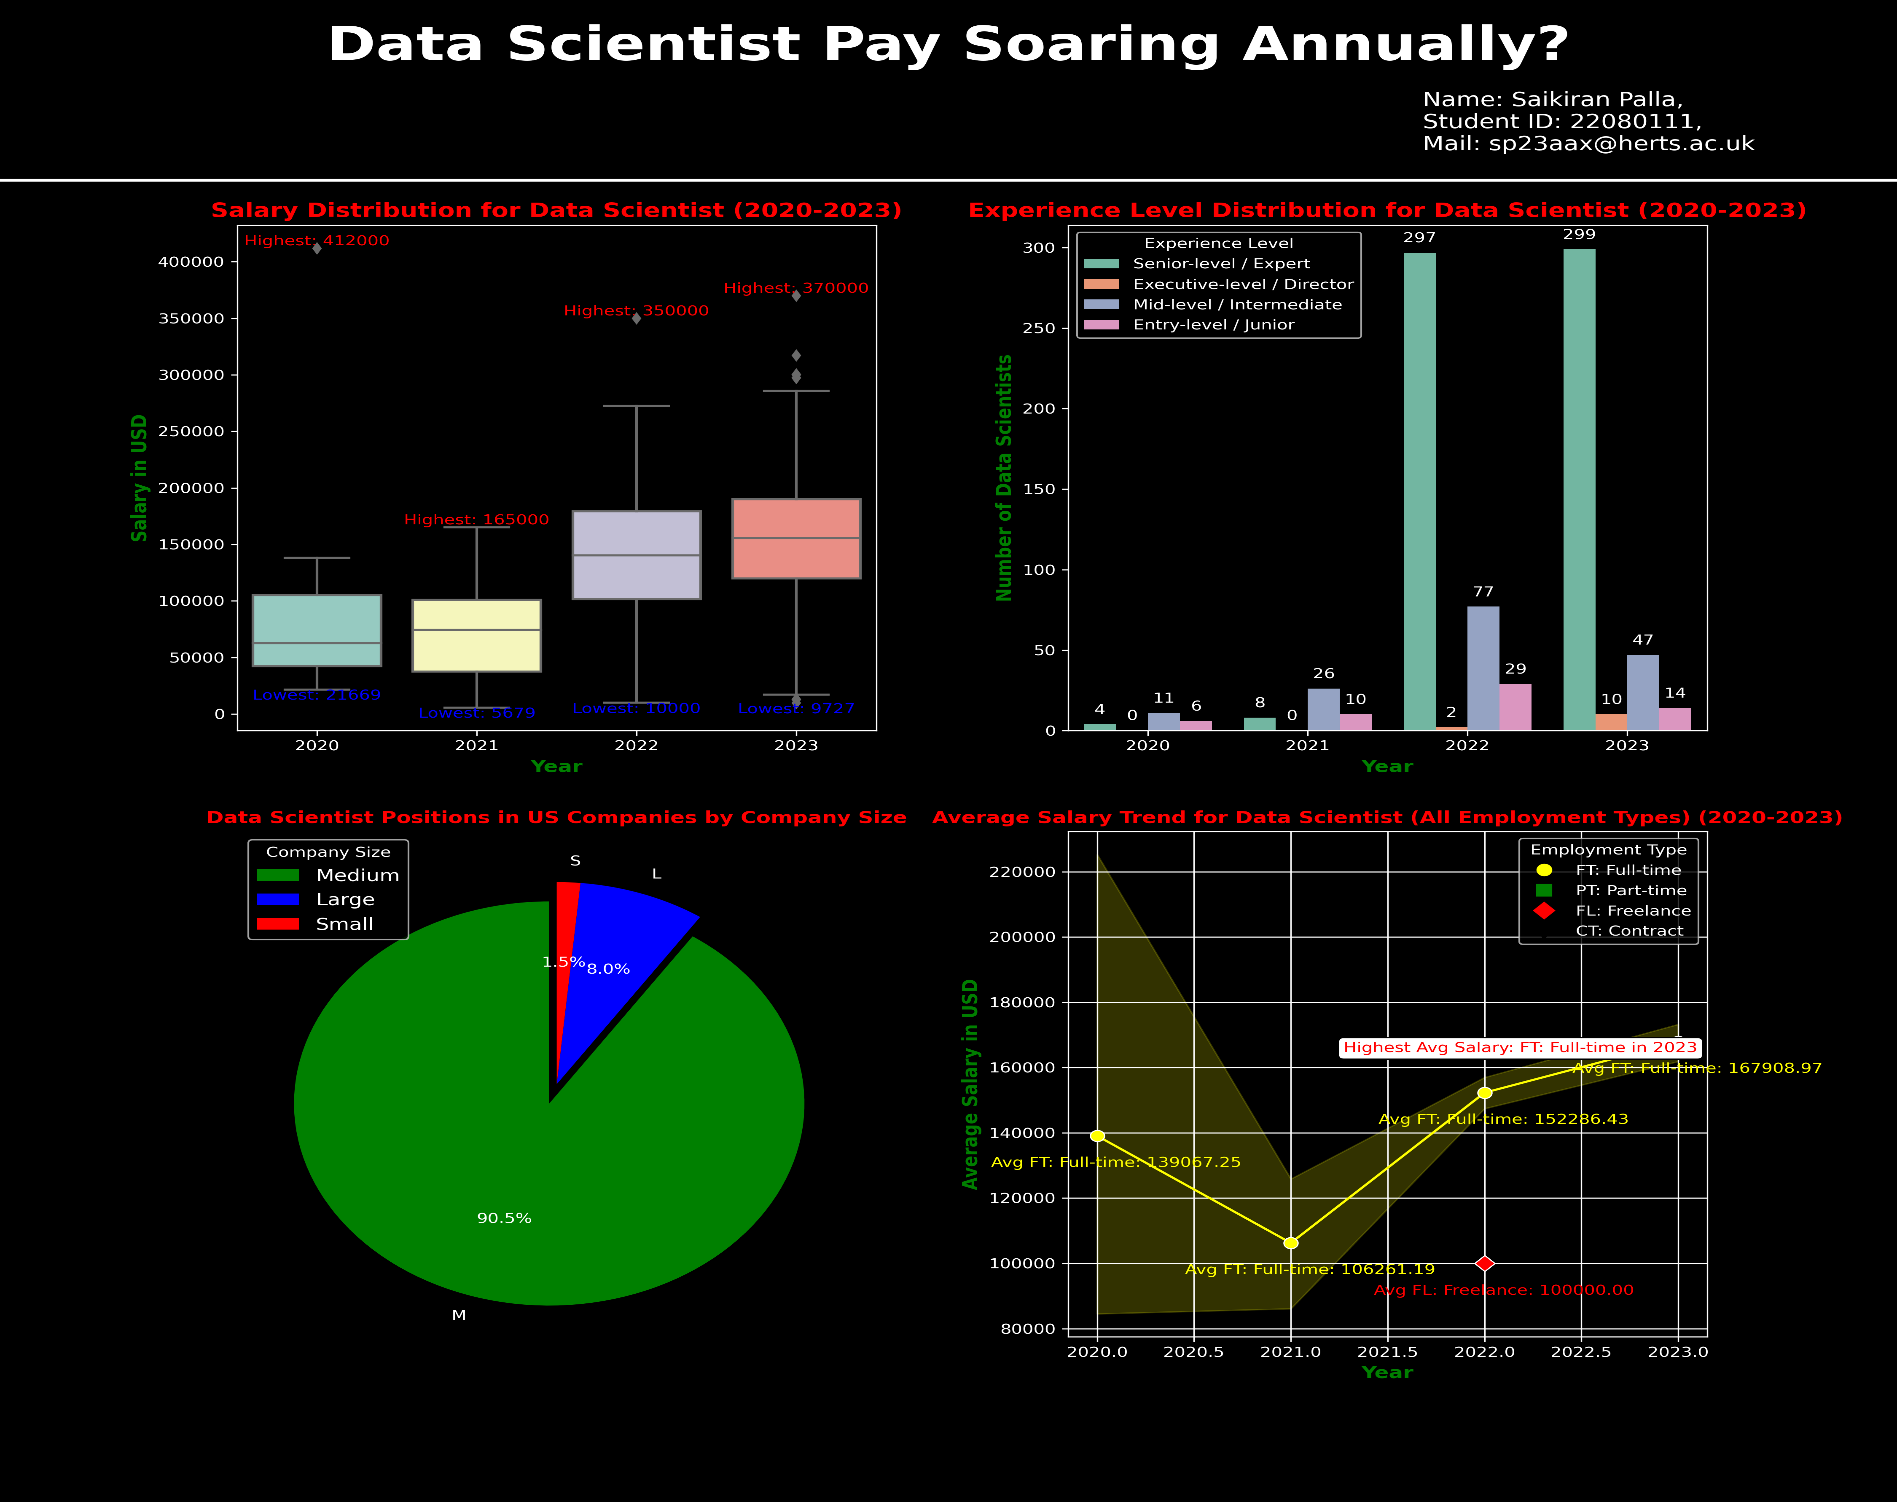 Data Scientist Pay Soaring Annually?
Name: Saikiran Palla,
Student ID: 22080111,
Mail: sp23aax@herts.ac.uk
Salary Distribution for Data Scientist (2020-2023)
Salary in USD
400000
350000
300000
250000
200000
150000
100000
50000
0
Highest: 412000
Highest: 165000
Highest: 350000
Highest: 370000
Lowest: 21669
Lowest: 5679
Lowest: 10000
Lowest: 9727
2020 2021 2022 2023
Year
Experience Level Distribution for Data Scientist (2020-2023)
Number of Data Scientists
300
250
200
150
100
50
0
Experience Level
Senior-level / Expert
Executive-level / Director
Mid-level / Intermediate
Entry-level / Junior
4 0 11 6
8 0 26 10
297 2 77 29
299 10 47 14
2020 2021 2022 2023
Year
Data Scientist Positions in US Companies by Company Size
Company Size
Medium
Large
Small
S
L
1.5%
8.0%
90.5%
M
Average Salary Trend for Data Scientist (All Employment Types) (2020-2023)
Average Salary in USD
220000
200000
180000
160000
140000
120000
100000
80000
Employment Type
FT: Full-time
PT: Part-time
FL: Freelance
CT: Contract
Highest Avg Salary: FT: Full-time in 2023
Avg FT: Full-time: 167908.97
Avg FT: Full-time: 152286.43
Avg FT: Full-time: 139067.25
Avg FT: Full-time: 106261.19
Avg FL: Freelance: 100000.00
2020.0 2020.5 2021.0 2021.5 2022.0 2022.5 2023.0
Year